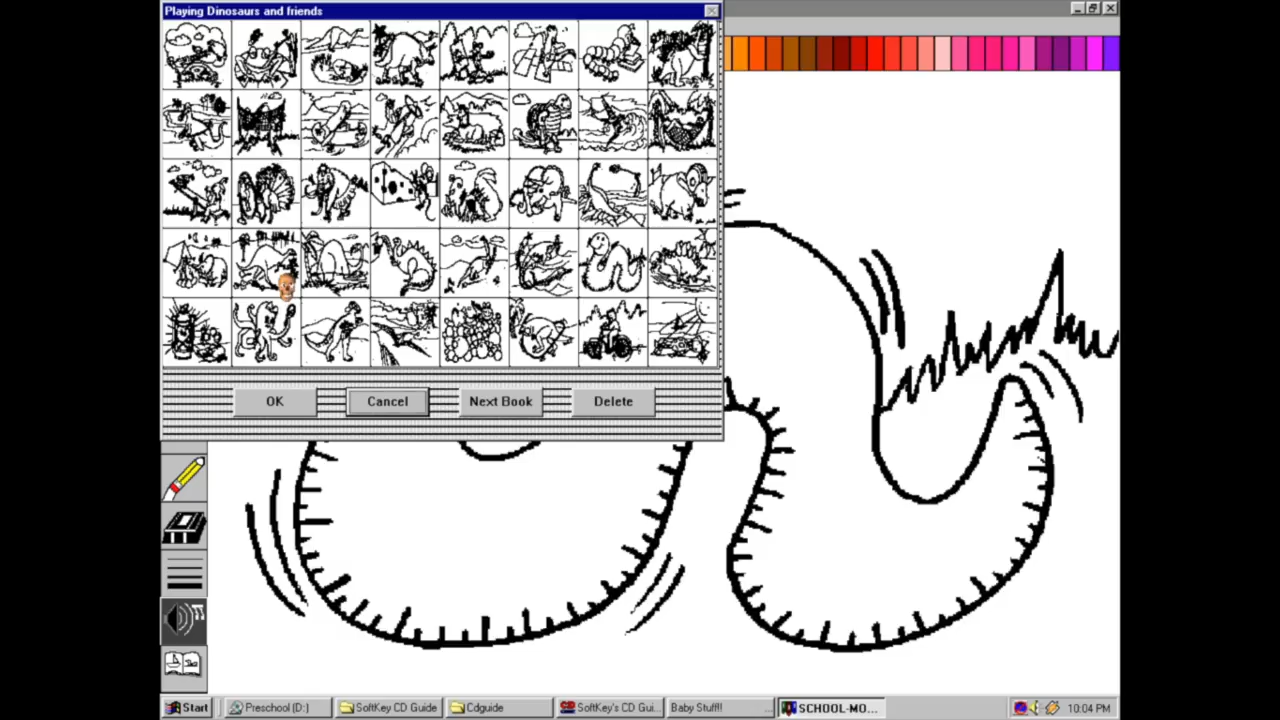 Playing Dinosaurs and friends
OK
Cancel
Next Book
Delete
Start
Preschool (D:)
SoftKey CD Guide
Cdguide
SoftKey's CD Gui...
Baby Stuff!! ...
SCHOOL-MO...
10:04 PM